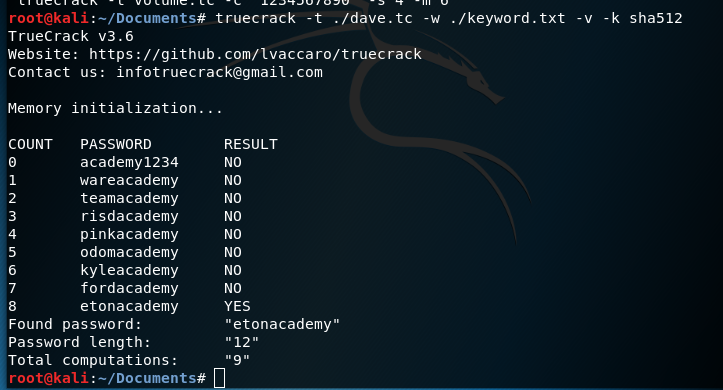 truecrack -t volume.tc -c "1234567890" -s 4 -m 6
root@kali:~/Documents# truecrack -t ./dave.tc -w ./keyword.txt -v -k sha512
TrueCrack v3.6
Website: https://github.com/lvaccaro/truecrack
Contact us: infotruecrack@gmail.com
Memory initialization...
COUNT PASSWORD RESULT
0 academy1234 NO
1 wareacademy NO
2 teamacademy NO
3 risdacademy NO
4 pinkacademy NO
5 odomacademy NO
6 kyleacademy NO
7 fordacademy NO
8 etonacademy YES
Found password: "etonacademy"
Password length: "12"
Total computations: "9"
root@kali:~/Documents#